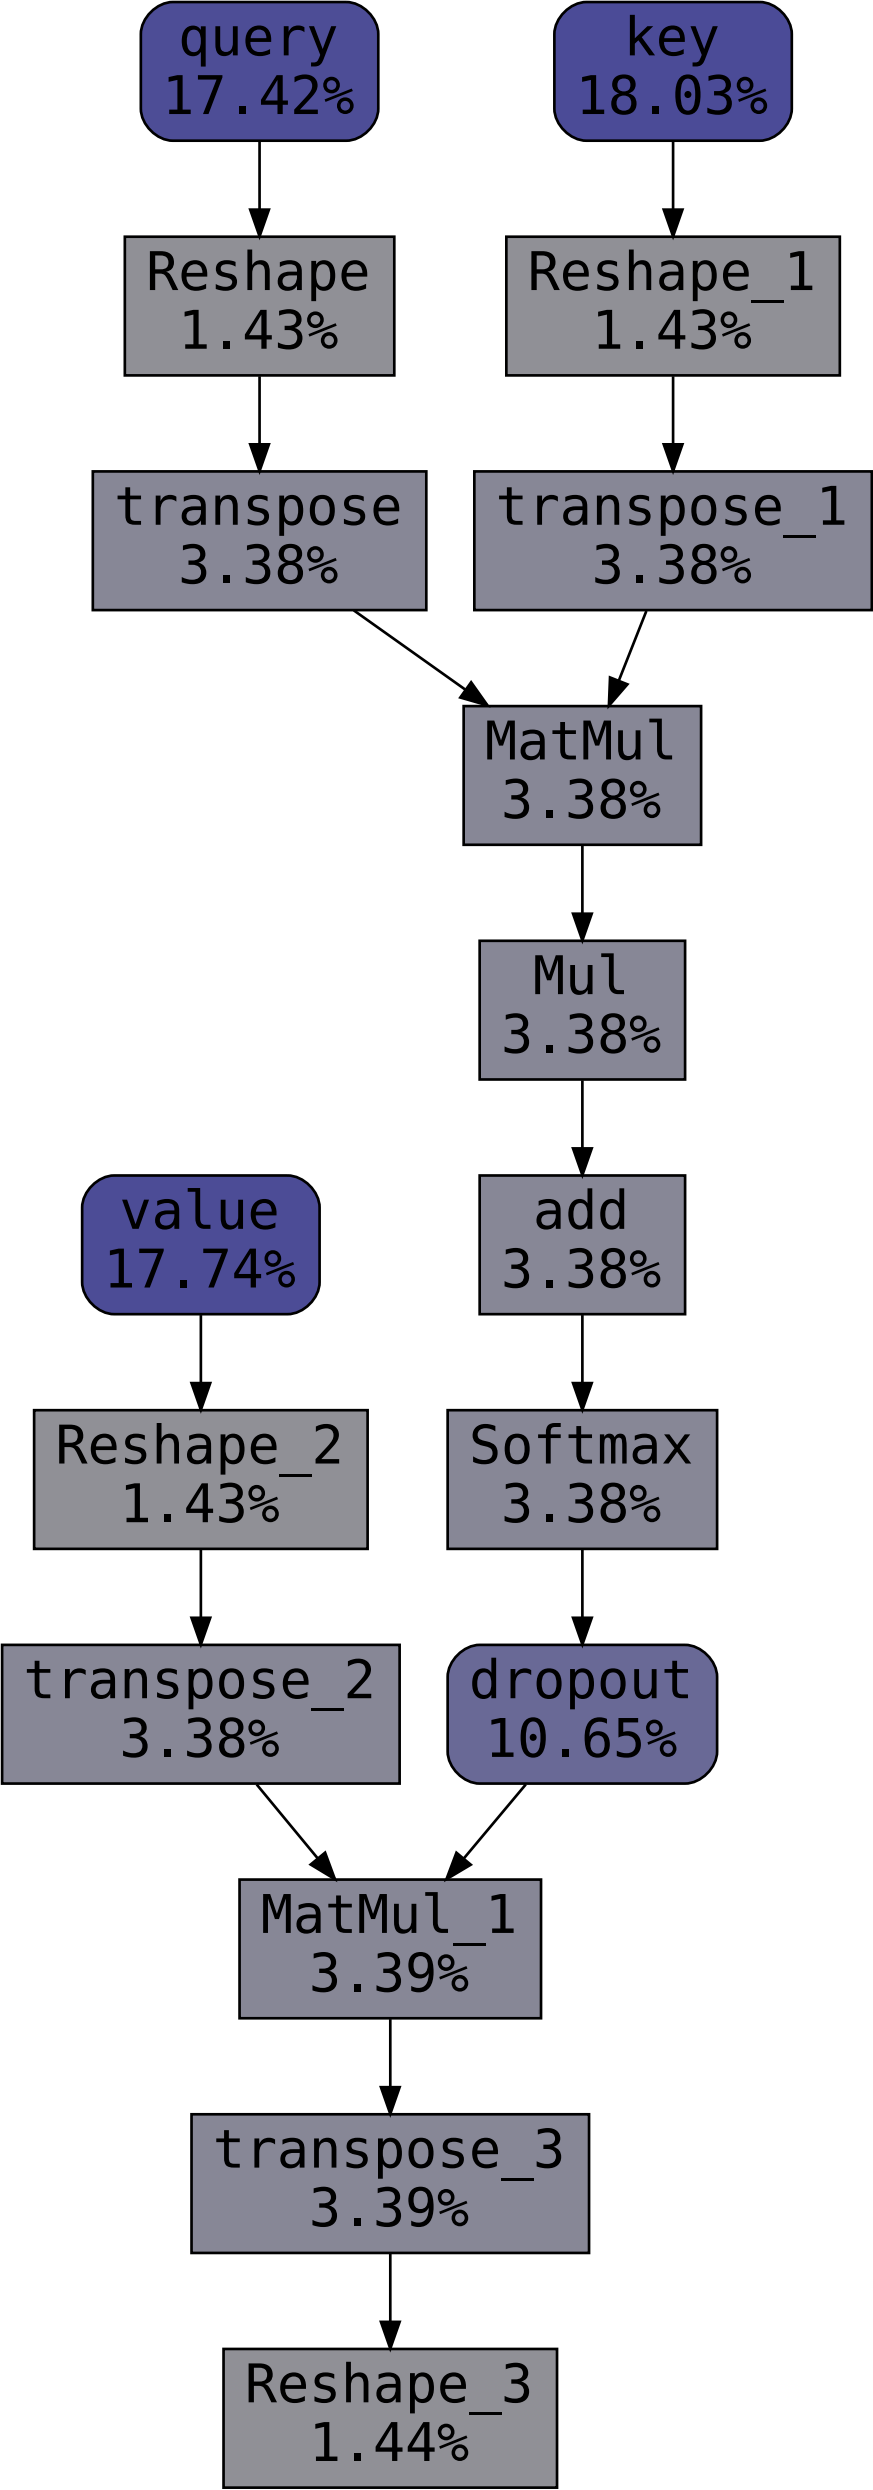 query
17.42%
key
18.03%
Reshape
1.43%
Reshape_1
1.43%
transpose
3.38%
transpose_1
3.38%
MatMul
3.38%
Mul
3.38%
value
17.74%
add
3.38%
Reshape_2
1.43%
Softmax
3.38%
transpose_2
3.38%
dropout
10.65%
MatMul_1
3.39%
transpose_3
3.39%
Reshape_3
1.44%